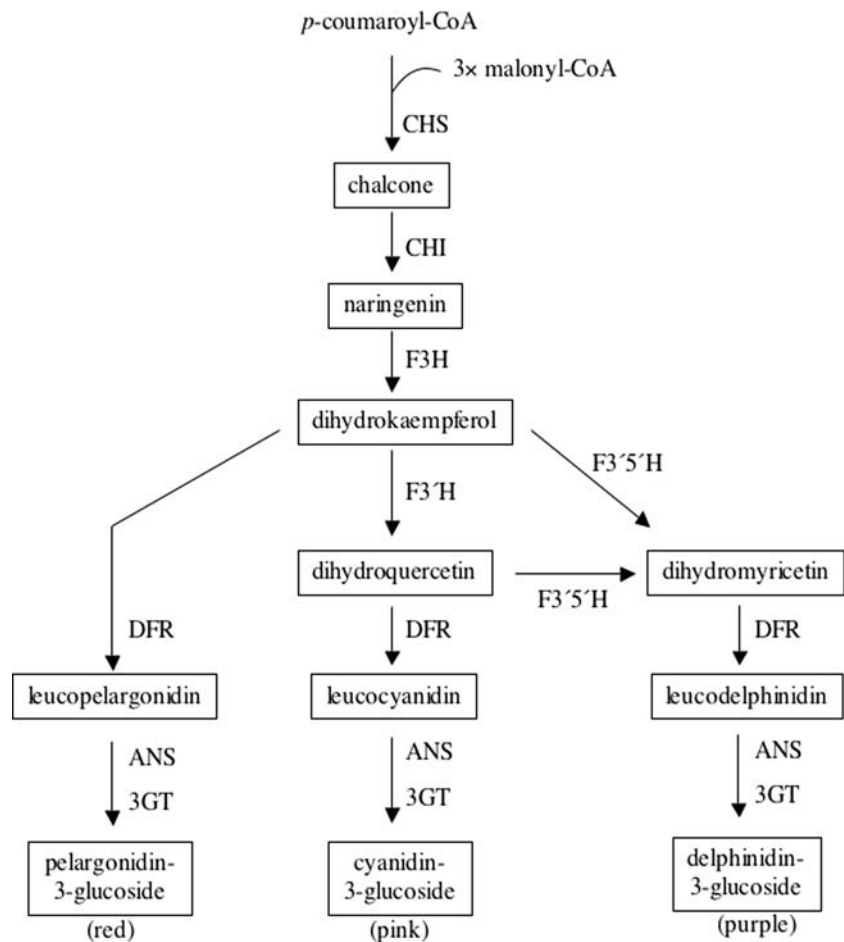 p-coumaroyl-CoA
3× malonyl-CoA
CHS
chalcone
CHI
naringenin
F3H
dihydrokaempferol
F3´5´H
F3´H
dihydroquercetin
dihydromyricetin
F3´5´H
DFR
DFR
DFR
leucopelargonidin
leucocyanidin
leucodelphinidin
ANS
ANS
ANS
3GT
3GT
3GT
pelargonidin-
3-glucoside
(red)
cyanidin-
3-glucoside
(pink)
delphinidin-
3-glucoside
(purple)